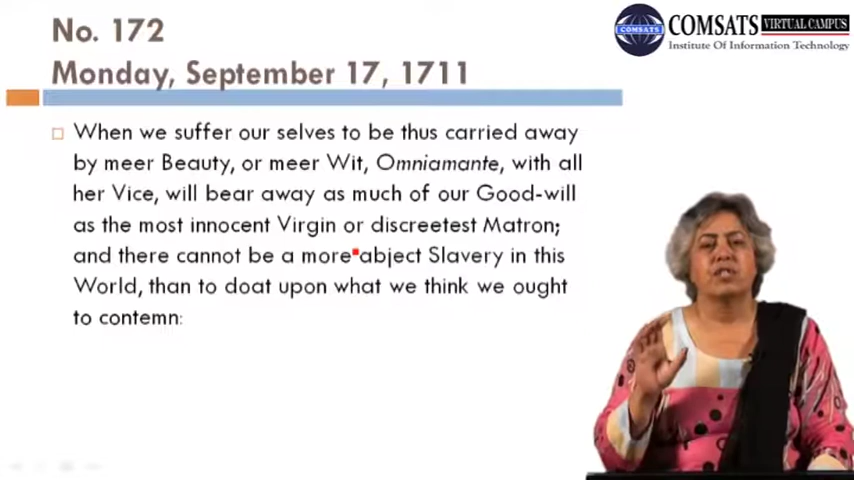 No. 172
Monday, September 17, 1711
COMSATS
COMSATS VIRTUAL CAMPUS
Institute Of Information Technology
When we suffer our selves to be thus carried away
by meer Beauty, or meer Wit, Omniamante, with all
her Vice, will bear away as much of our Good-will
as the most innocent Virgin or discreetest Matron;
and there cannot be a more abject Slavery in this
World, than to doat upon what we think we ought
to contemn: